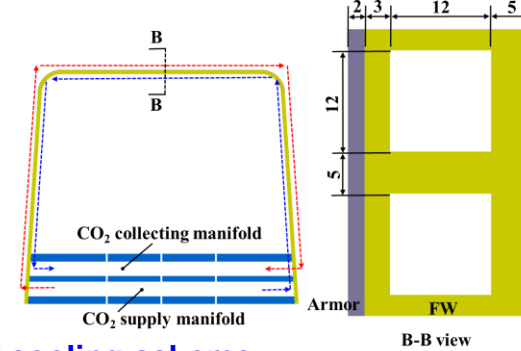 B
B
CO₂ collecting manifold
CO₂ supply manifold
2 3 12 5
12
5
Armor
FW
B-B view